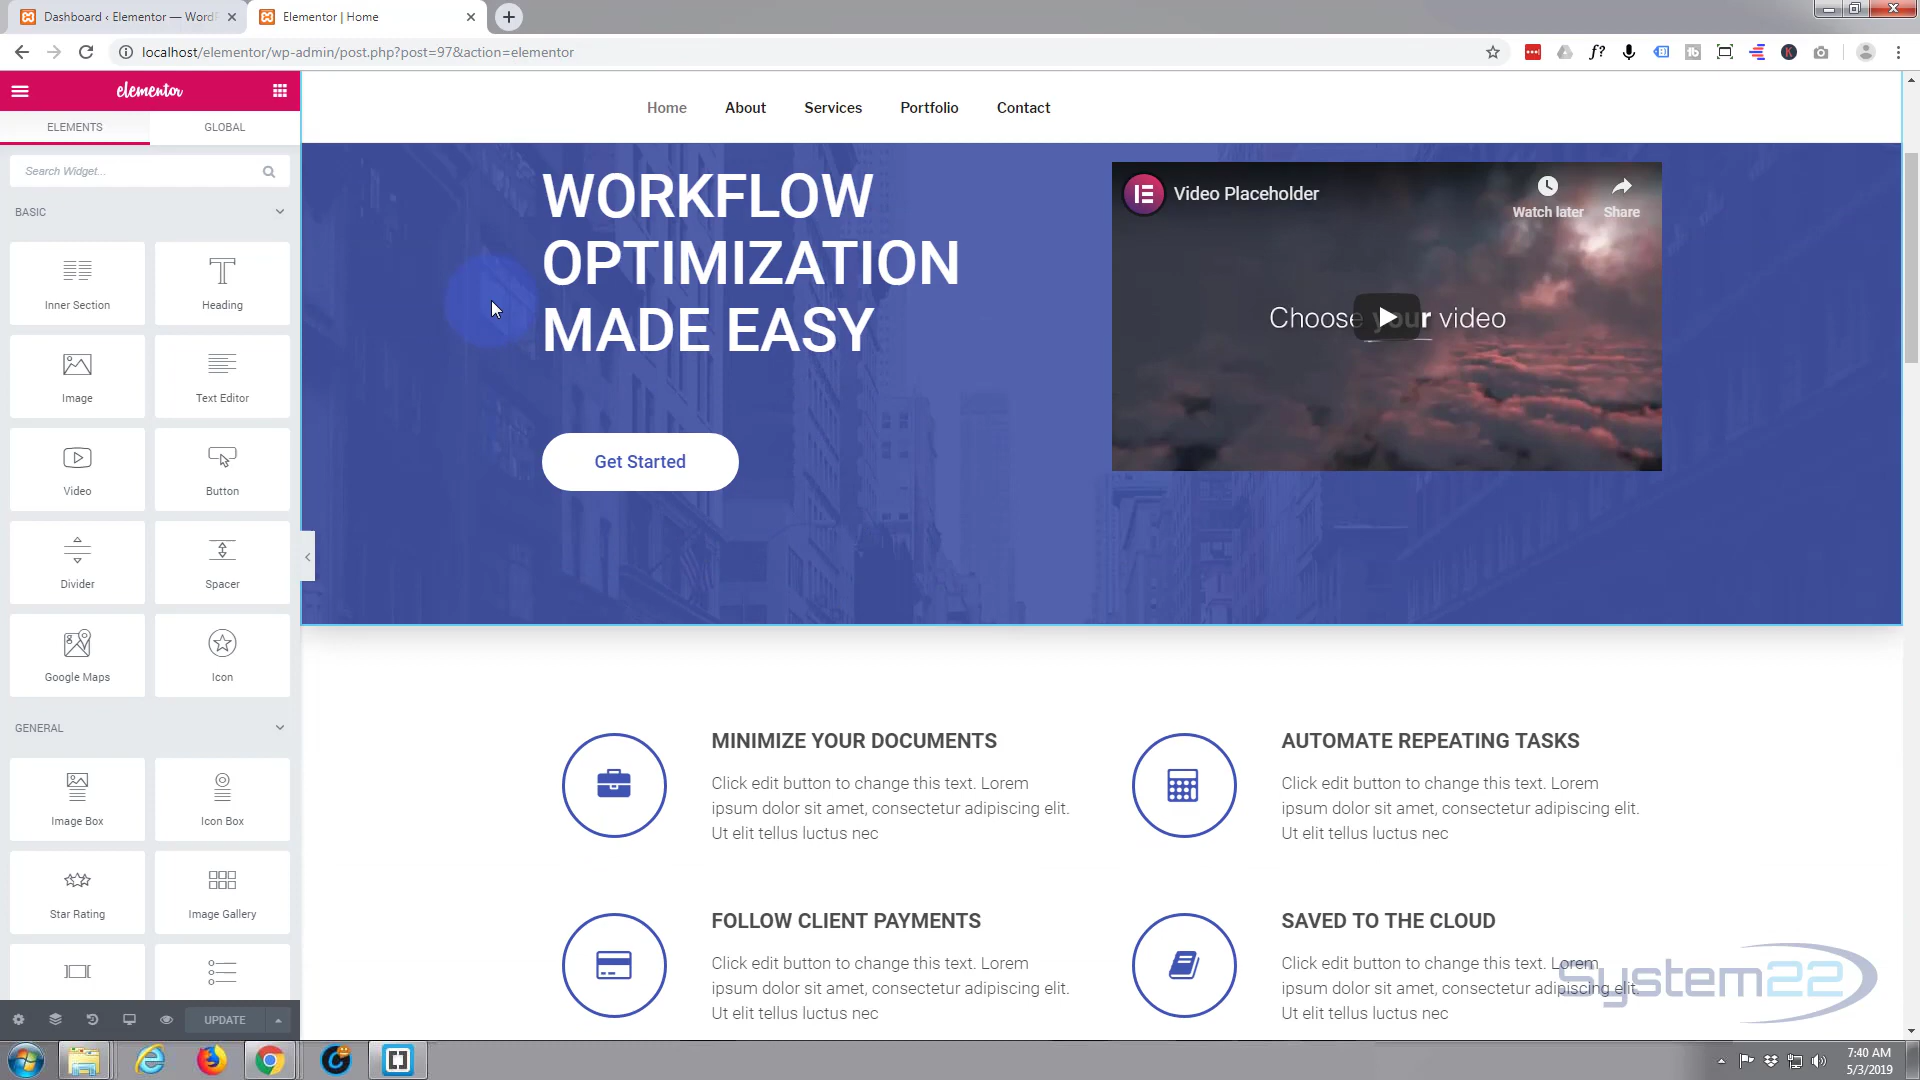 Dashboard ‹ Elementor — WordP
Elementor | Home
localhost/elementor/wp-admin/post.php?post=97&action=elementor
elementor
ELEMENTS
GLOBAL
Search Widget...
BASIC
Inner Section
Heading
Image
Text Editor
Video
Button
Divider
Spacer
Google Maps
Icon
GENERAL
Image Box
Icon Box
Star Rating
Image Gallery
UPDATE
Home
About
Services
Portfolio
Contact
WORKFLOW
OPTIMIZATION
MADE EASY
Get Started
Video Placeholder
Watch later
Share
Choose your video
MINIMIZE YOUR DOCUMENTS
Click edit button to change this text. Lorem
ipsum dolor sit amet, consectetur adipiscing elit.
Ut elit tellus luctus nec
AUTOMATE REPEATING TASKS
Click edit button to change this text. Lorem
ipsum dolor sit amet, consectetur adipiscing elit.
Ut elit tellus luctus nec
FOLLOW CLIENT PAYMENTS
Click edit button to change this text. Lorem
ipsum dolor sit amet, consectetur adipiscing elit.
Ut elit tellus luctus nec
SAVED TO THE CLOUD
Click edit button to change this text. Lorem
ipsum dolor sit amet, consectetur adipiscing elit.
Ut elit tellus luctus nec
System22
7:40 AM
5/3/2019